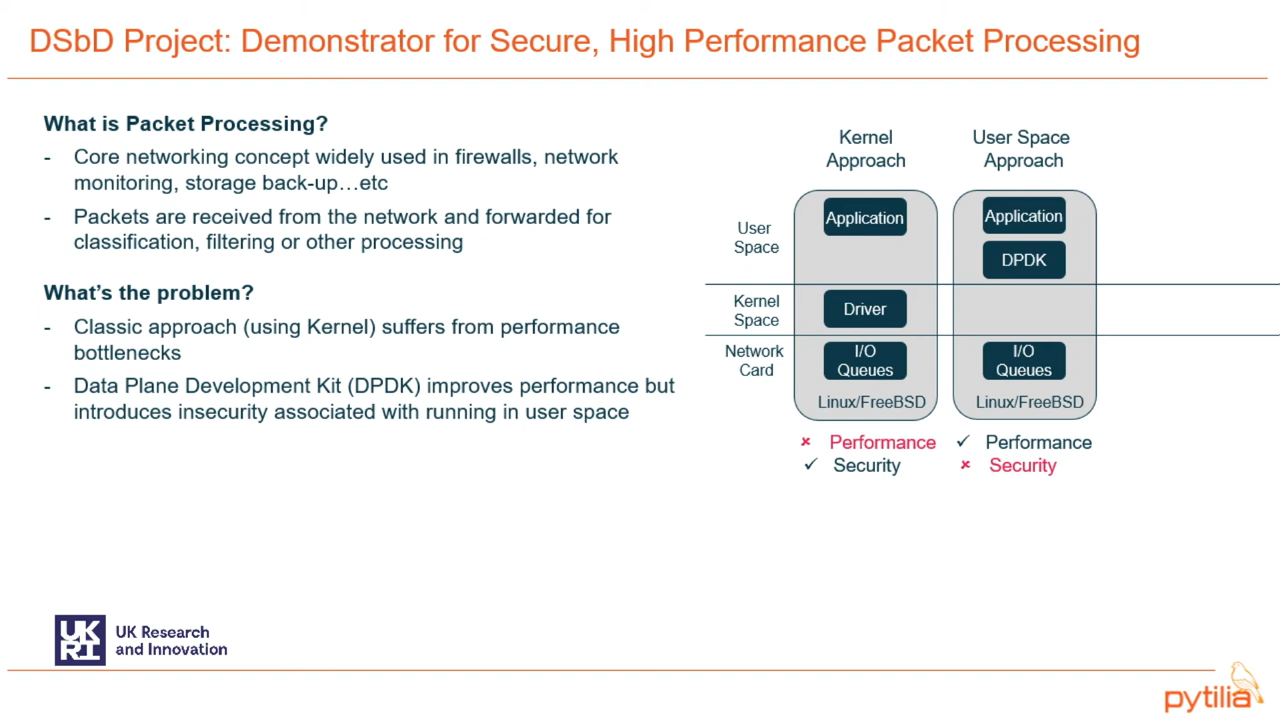 DSbD Project: Demonstrator for Secure, High Performance Packet Processing
What is Packet Processing?
- Core networking concept widely used in firewalls, network
monitoring, storage back-up…etc
- Packets are received from the network and forwarded for
classification, filtering or other processing
What's the problem?
- Classic approach (using Kernel) suffers from performance
bottlenecks
- Data Plane Development Kit (DPDK) improves performance but
introduces insecurity associated with running in user space
Kernel
Approach
User Space
Approach
User
Space
Application
Application
DPDK
Kernel
Space
Driver
Network
Card
I/O
Queues
I/O
Queues
Linux/FreeBSD
Linux/FreeBSD
✗ Performance
✓ Security
✓ Performance
✗ Security
UK
RI
UK Research
and Innovation
pytilia